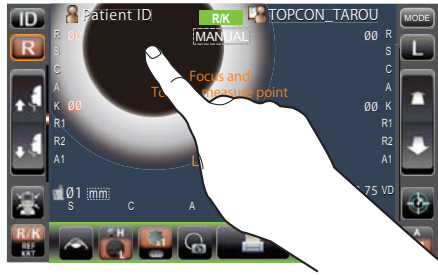 ID Patient ID R/K TOPCON_TAROU MODE
R R 00 MANUAL 00 R L
S S
C C
A Focus and A
K 00 To measure point 00 K
R1 R1
R2 R2
A1 L A1
01 mm 75 VD
S C A
R/K H
REF L
KRT